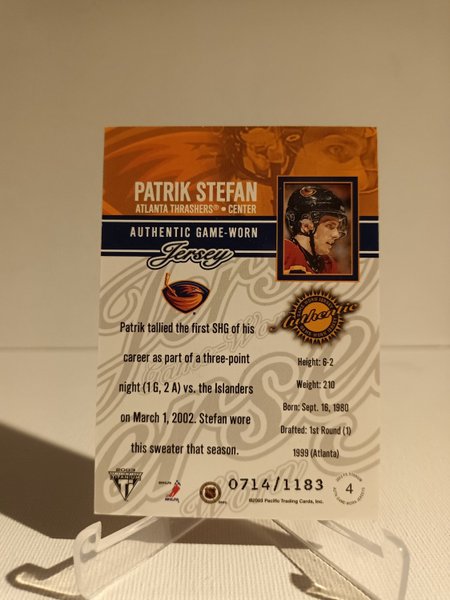 PATRIK STEFAN
ATLANTA THRASHERS® • CENTER
AUTHENTIC GAME-WORN
Jersey
Authentic
Patrik tallied the first SHG of his
career as part of a three-point
night (1 G, 2 A) vs. the Islanders
on March 1, 2002. Stefan wore
this sweater that season.
Height: 6-2
Weight: 210
Born: Sept. 16, 1980
Drafted: 1st Round (1)
1999 (Atlanta)
TITANIUM
0714/1183
©2003 Pacific Trading Cards, Inc.
4